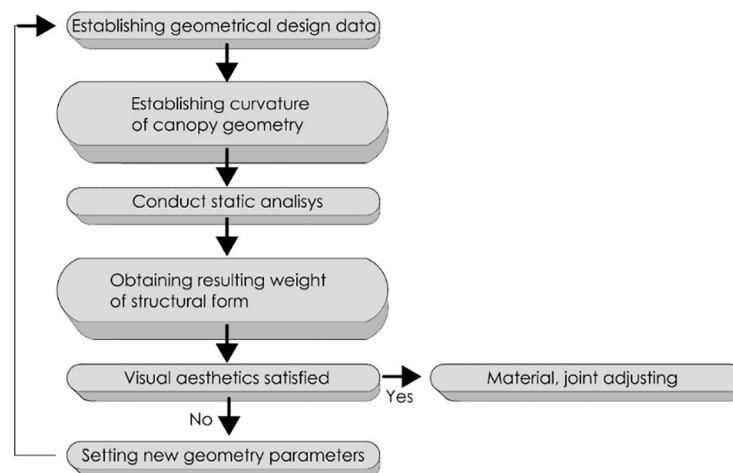 Establishing geometrical design data
Establishing curvature
of canopy geometry
Conduct static analisys
Obtaining resulting weight
of structural form
Visual aesthetics satisfied
Yes
Material, joint adjusting
No
Setting new geometry parameters